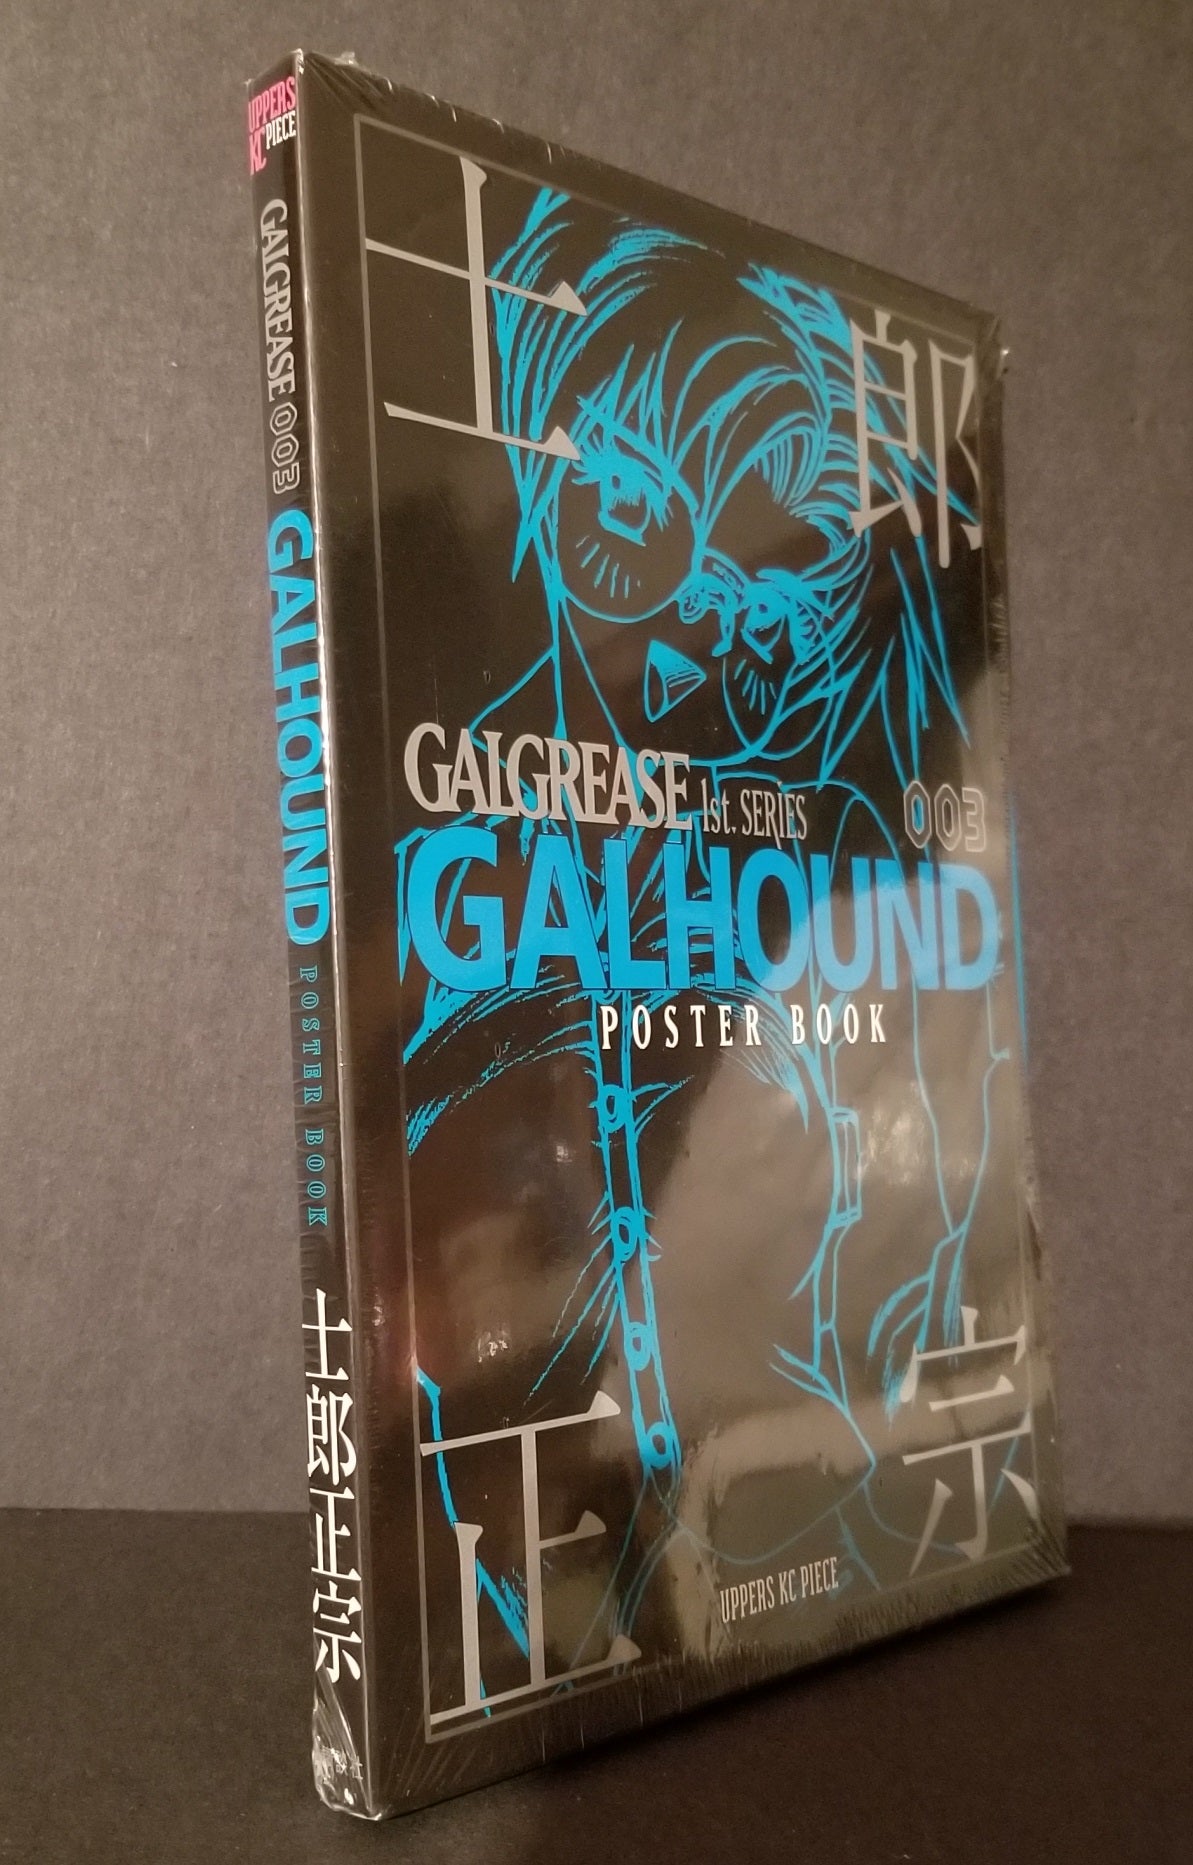 UPPERS
KC PIECE
GALGREASE 003
GALHOUND
POSTER BOOK
士郎正宗
士郎
GALGREASE 1st. SERIES 003
GALHOUND
POSTER BOOK
正宗
UPPERS KC PIECE